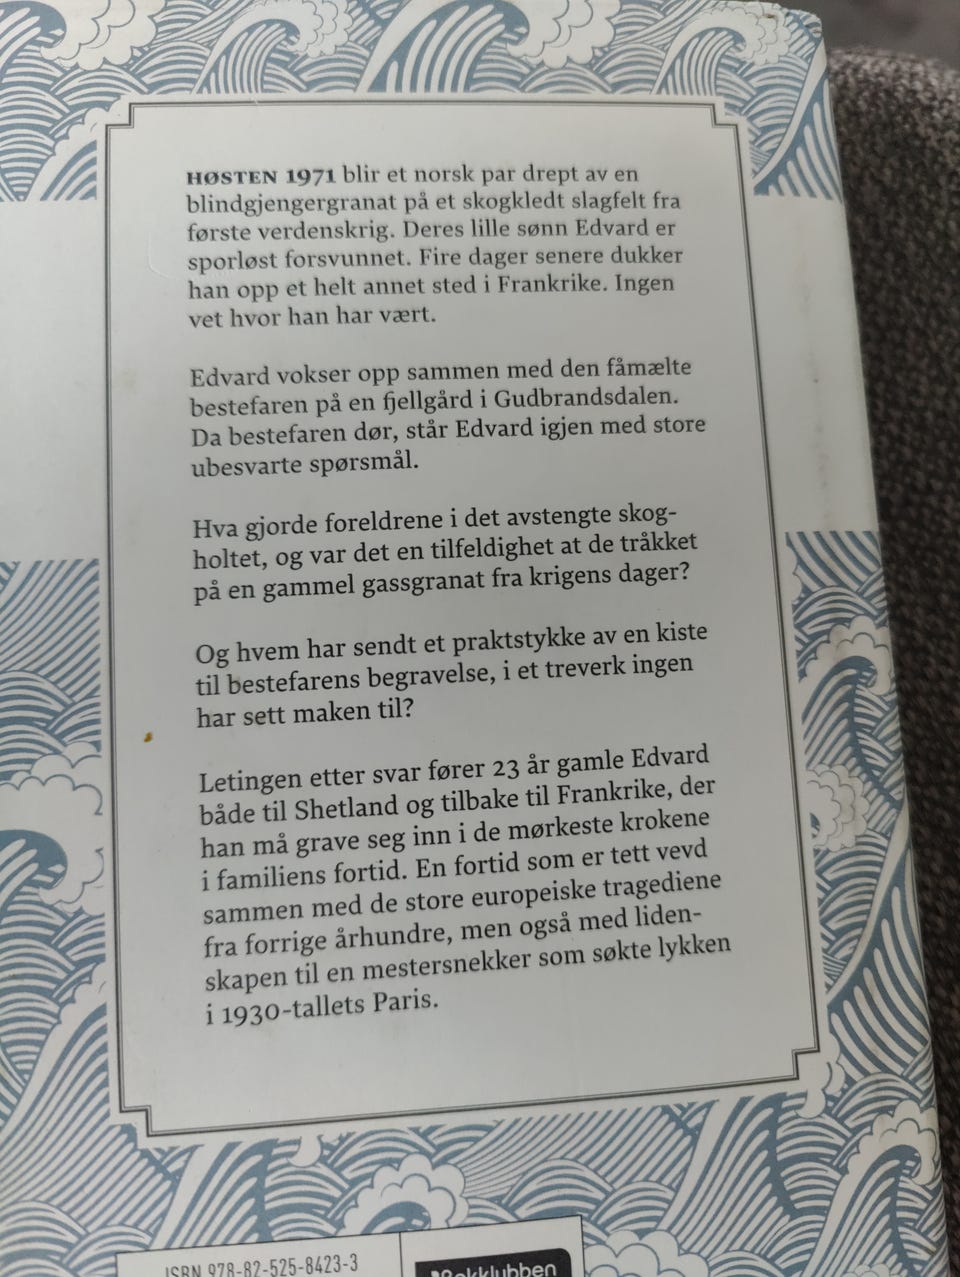 HØSTEN 1971 blir et norsk par drept av en
blindgjengergranat på et skogkledt slagfelt fra
første verdenskrig. Deres lille sønn Edvard er
sporløst forsvunnet. Fire dager senere dukker
han opp et helt annet sted i Frankrike. Ingen
vet hvor han har vært.
Edvard vokser opp sammen med den fåmælte
bestefaren på en fjellgård i Gudbrandsdalen.
Da bestefaren dør, står Edvard igjen med store
ubesvarte spørsmål.
Hva gjorde foreldrene i det avstengte skog-
holtet, og var det en tilfeldighet at de tråkket
på en gammel gassgranat fra krigens dager?
Og hvem har sendt et praktstykke av en kiste
til bestefarens begravelse, i et treverk ingen
har sett maken til?
Letingen etter svar fører 23 år gamle Edvard
både til Shetland og tilbake til Frankrike, der
han må grave seg inn i de mørkeste krokene
i familiens fortid. En fortid som er tett vevd
sammen med de store europeiske tragediene
fra forrige århundre, men også med liden-
skapen til en mestersnekker som søkte lykken
i 1930-tallets Paris.
ISBN 978-82-525-8423-3
Bokklubben